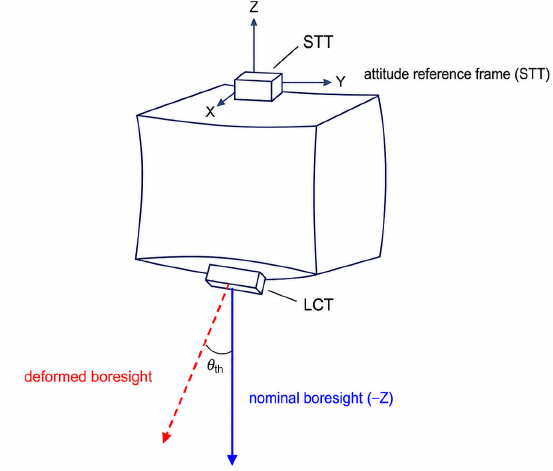 Z
STT
Y
attitude reference frame (STT)
X
LCT
θth
deformed boresight
nominal boresight (−Z)